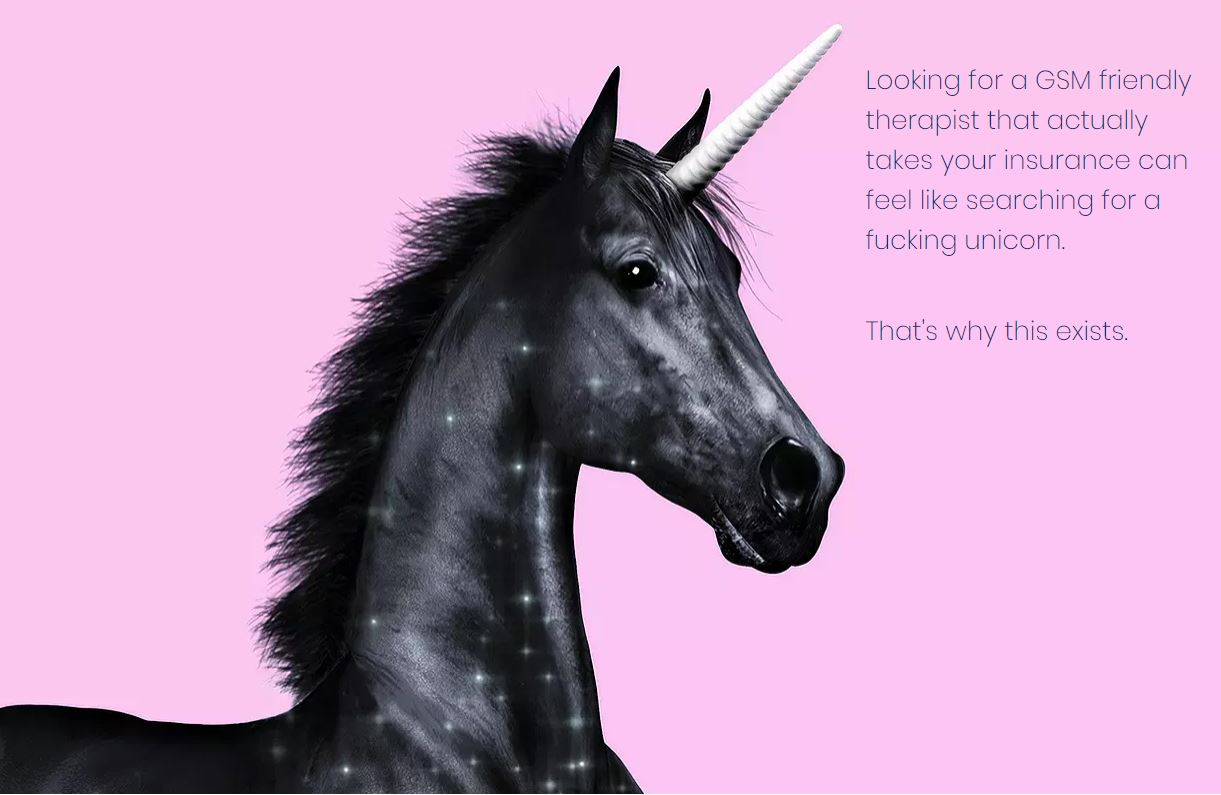 Looking for a GSM friendly
therapist that actually
takes your insurance can
feel like searching for a
fucking unicorn.
That's why this exists.